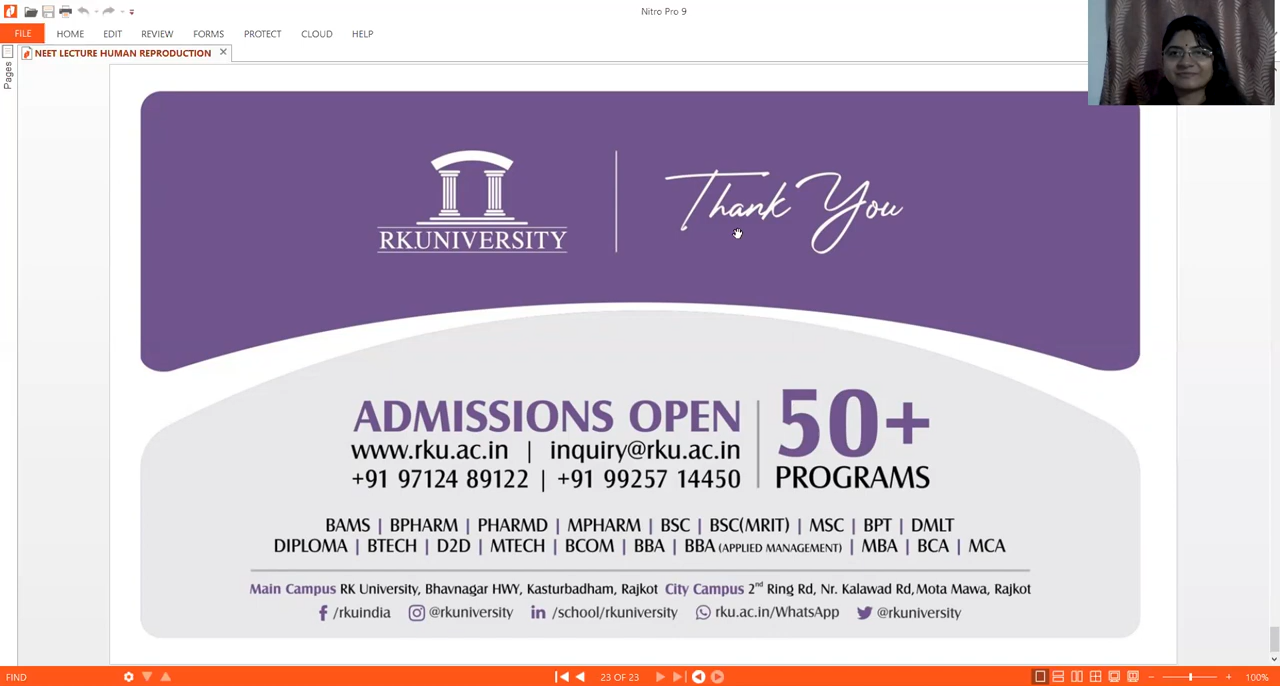 Nitro Pro 9
FILE HOME EDIT REVIEW FORMS PROTECT CLOUD HELP
NEET LECTURE HUMAN REPRODUCTION
Pages
RKUNIVERSITY
Thank You
ADMISSIONS OPEN
www.rku.ac.in | inquiry@rku.ac.in
+91 97124 89122 | +91 99257 14450
50+
PROGRAMS
BAMS | BPHARM | PHARMD | MPHARM | BSC | BSC(MRIT) | MSC | BPT | DMLT
DIPLOMA | BTECH | D2D | MTECH | BCOM | BBA | BBA (APPLIED MANAGEMENT) | MBA | BCA | MCA
Main Campus RK University, Bhavnagar HWY, Kasturbadham, Rajkot City Campus 2nd Ring Rd, Nr. Kalawad Rd, Mota Mawa, Rajkot
/rkuindia @rkuniversity /school/rkuniversity rku.ac.in/WhatsApp @rkuniversity
FIND 23 OF 23 100%